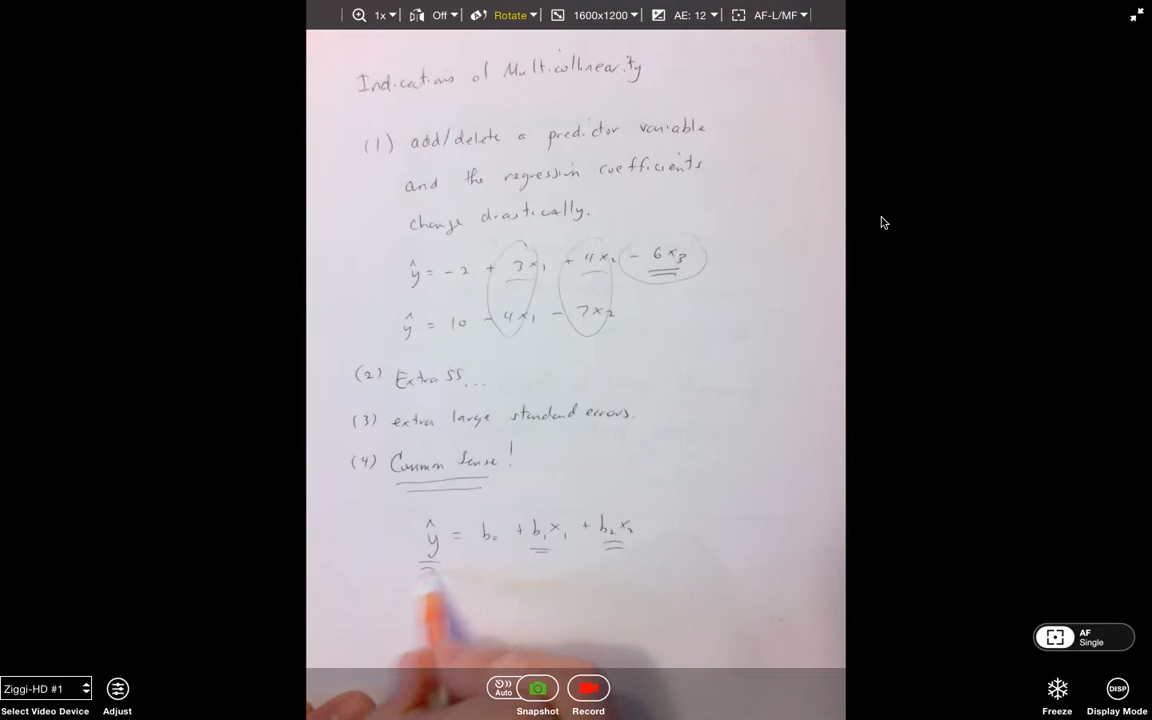 1x Off Rotate 1600x1200 AE: 12 AF-L/MF
Indications of Multicollinearity
(1) add/delete a predictor variable
and the regression coefficients
change drastically.
ŷ = -2 + 3x₁ + 4x₂ - 6x₃
ŷ = 10 - 4x₁ - 7x₂
(2) Extra SS...
(3) extra large standard errors.
(4) Common Sense!
ŷ = b₀ + b₁x₁ + b₂x₂
AF
Single
Ziggi-HD #1
Auto
DISP
Select Video Device Adjust Snapshot Record Freeze Display Mode